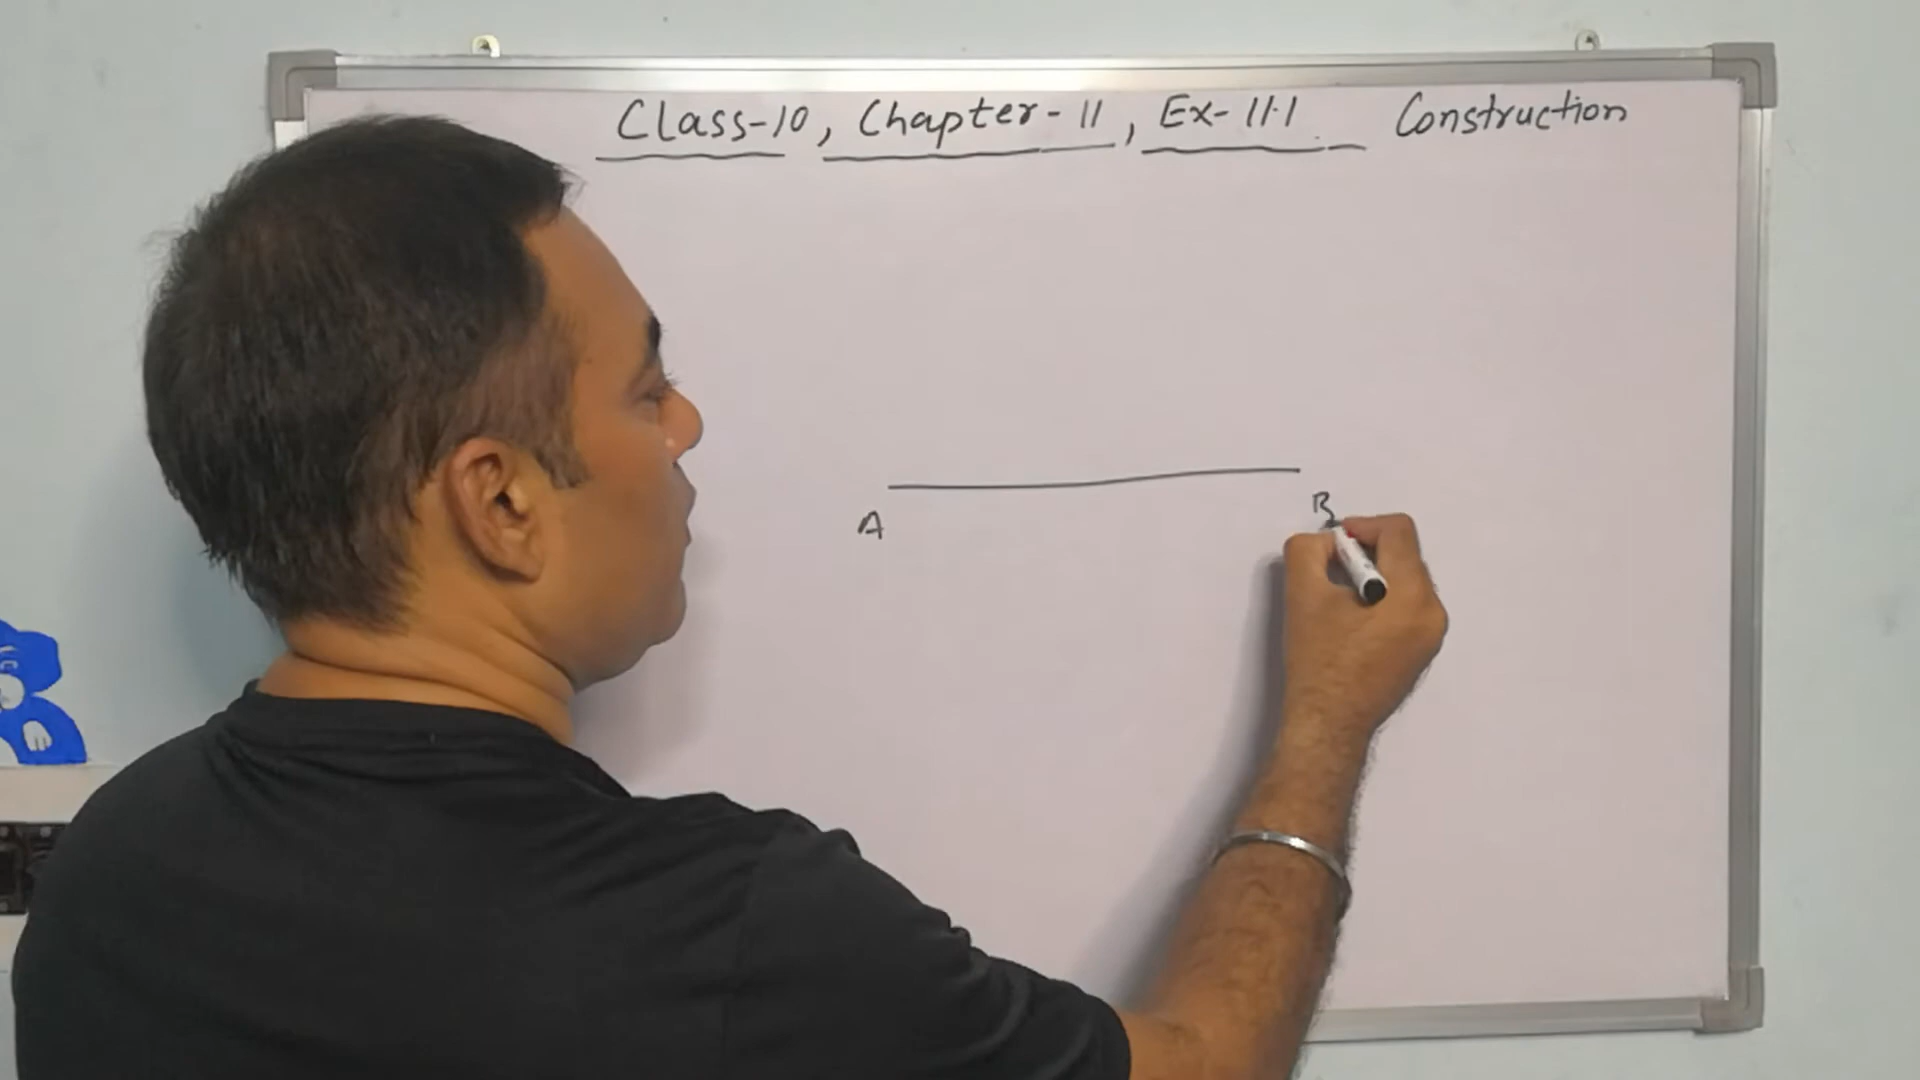 Class-10, Chapter-11, Ex-11.1 Construction
A B